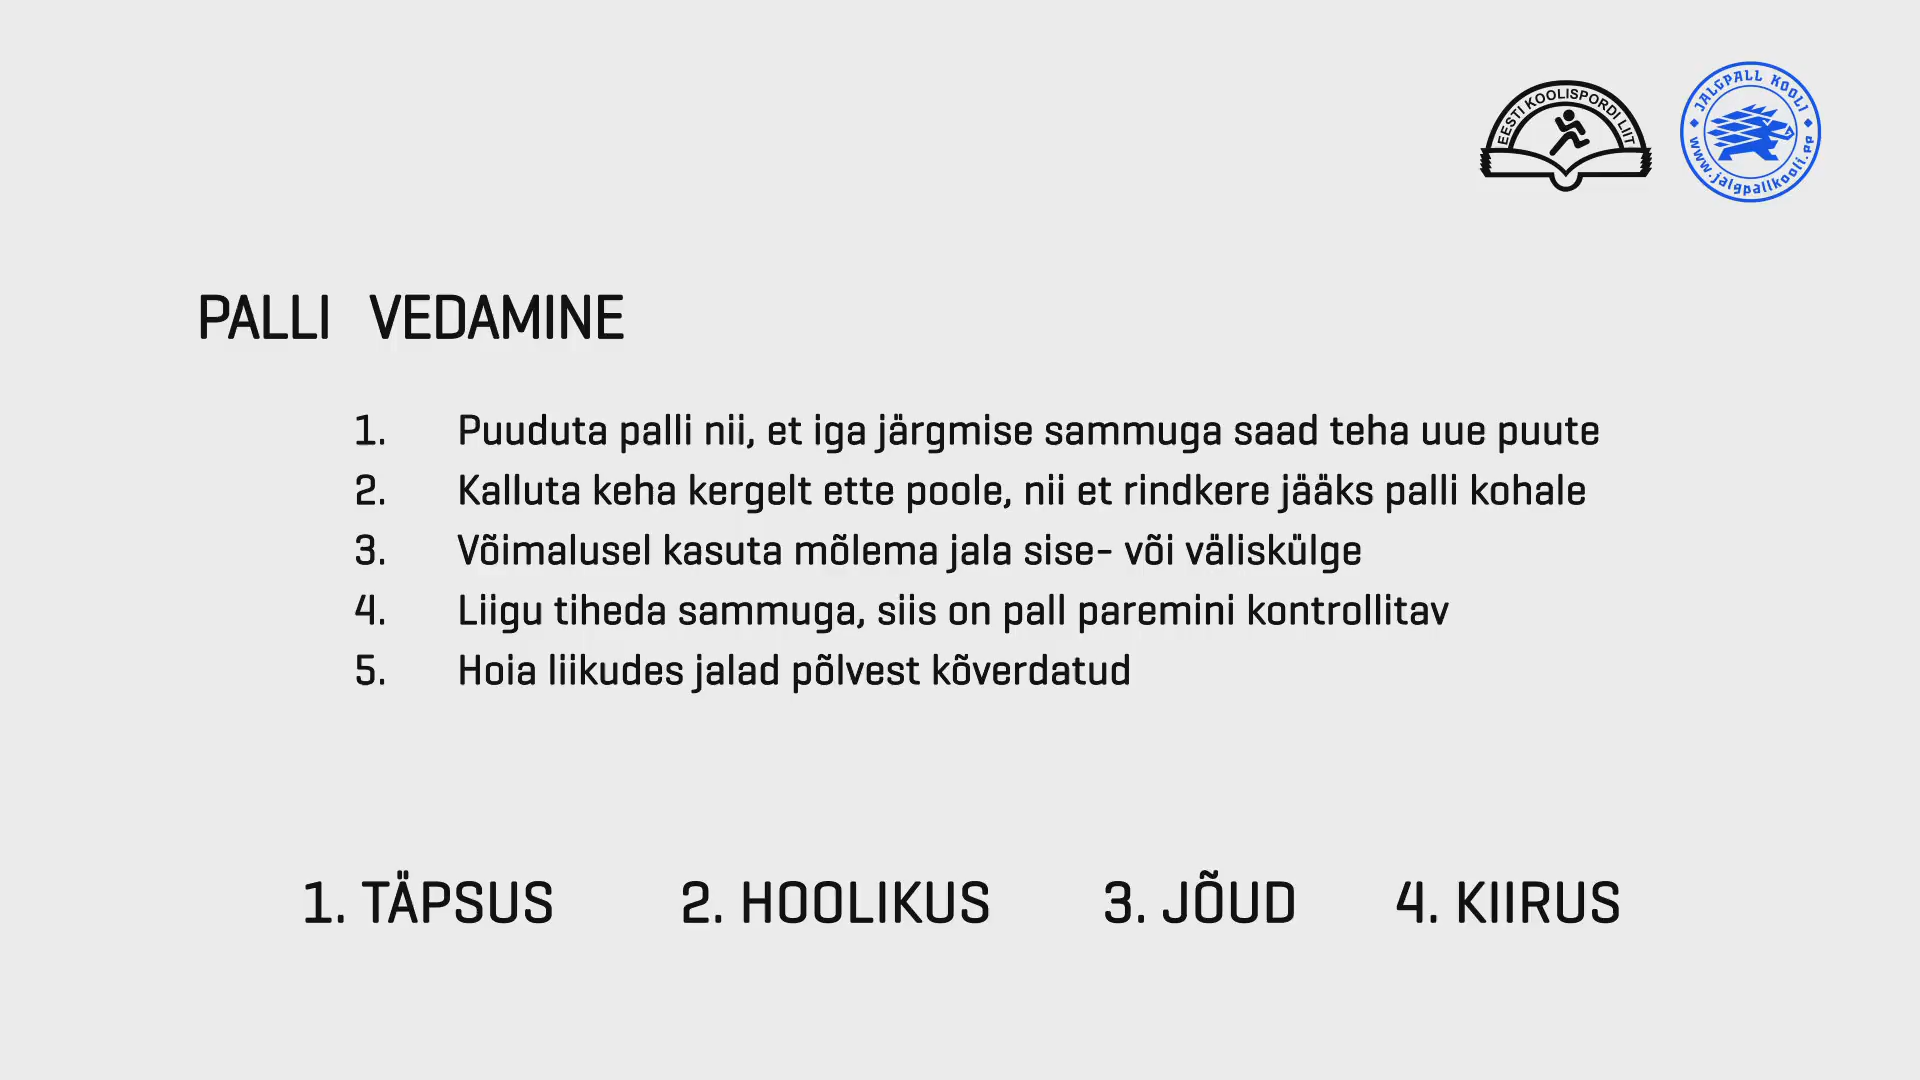 EESTI KOOLISPORDI LIIT
JALGPALL KOOLI
www.jalgpallkooli.ee
PALLI VEDAMINE
1. Puuduta palli nii, et iga järgmise sammuga saad teha uue puute
2. Kalluta keha kergelt ette poole, nii et rindkere jääks palli kohale
3. Võimalusel kasuta mõlema jala sise- või väliskülge
4. Liigu tiheda sammuga, siis on pall paremini kontrollitav
5. Hoia liikudes jalad põlvest kõverdatud
1. TÄPSUS 2. HOOLIKUS 3. JÕUD 4. KIIRUS